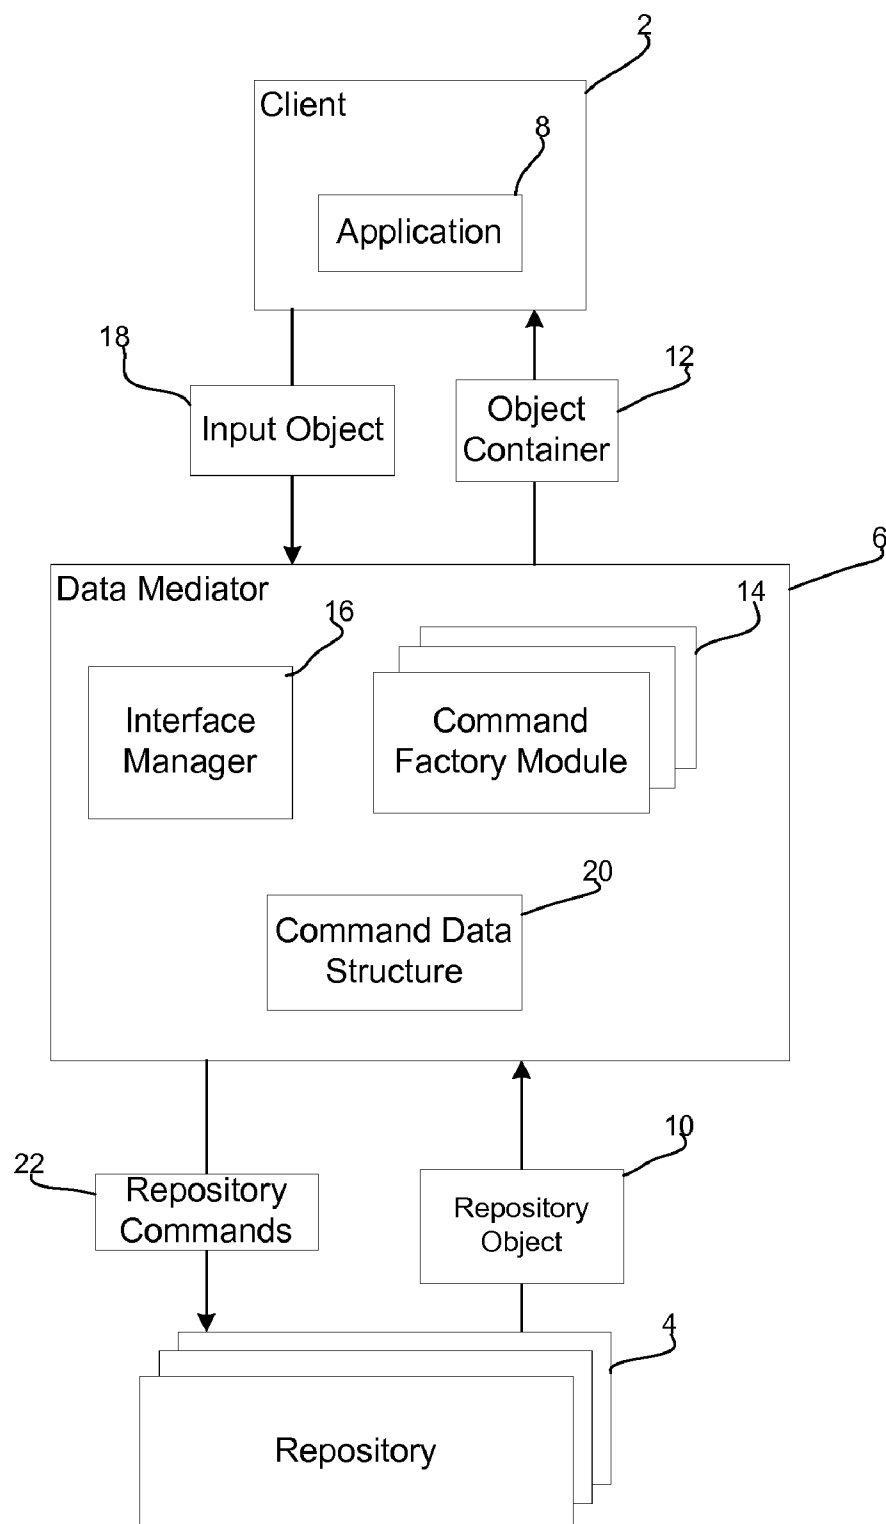 2
Client
8
Application
18
12
Input Object
Object
Container
6
Data Mediator
16
14
Interface
Manager
Command
Factory Module
20
Command Data
Structure
10
22
Repository
Commands
Repository
Object
4
Repository